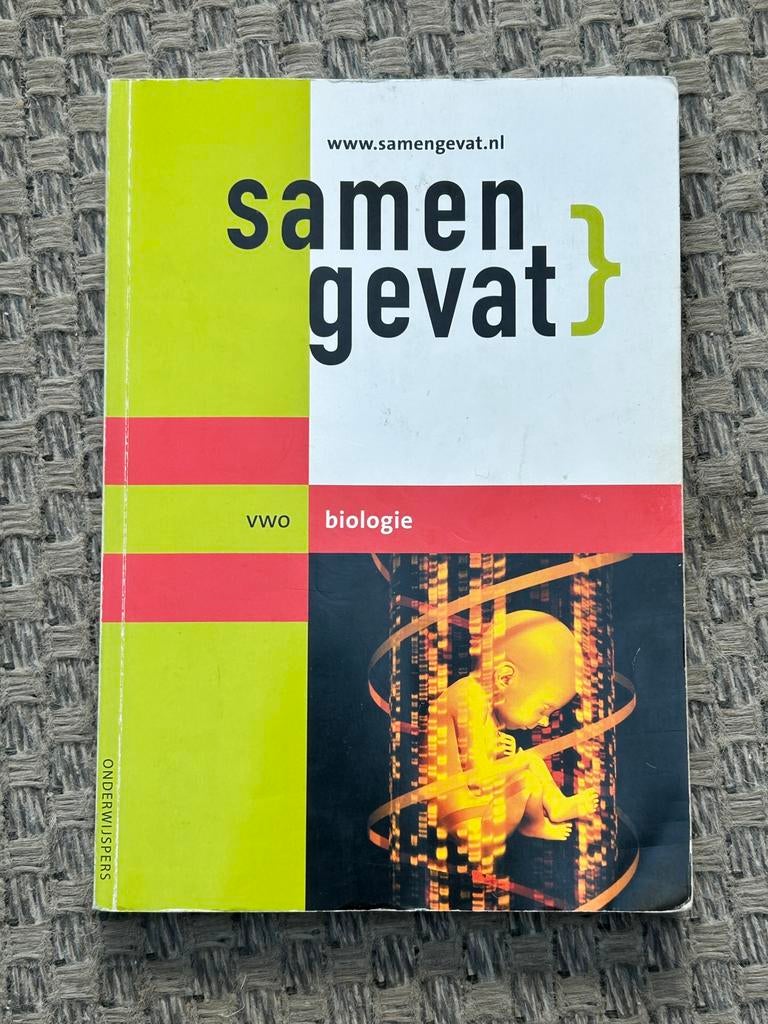 www.samengevat.nl
samen
gevat}
vwo biologie
ONDERWIJSPERS